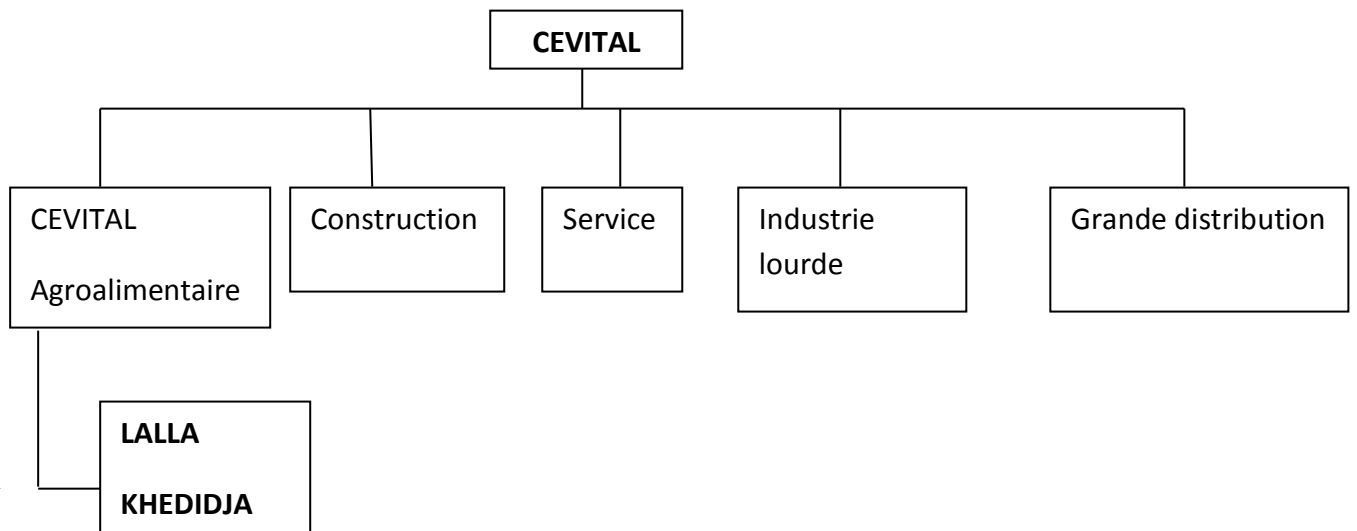 CEVITAL
CEVITAL
Agroalimentaire
Construction
Service
Industrie
lourde
Grande distribution
LALLA
KHEDIDJA